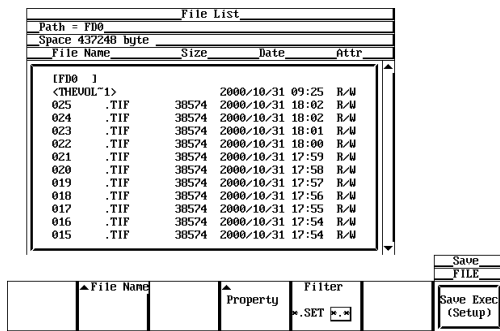 File List
Path = FD0
Space 437248 byte
File Name Size Date Attr
[FD0 ]
<THEVOL~1> 2000/10/31 09:25 R/W
025 .TIF 38574 2000/10/31 18:02 R/W
024 .TIF 38574 2000/10/31 18:02 R/W
023 .TIF 38574 2000/10/31 18:01 R/W
022 .TIF 38574 2000/10/31 18:00 R/W
021 .TIF 38574 2000/10/31 17:59 R/W
020 .TIF 38574 2000/10/31 17:58 R/W
019 .TIF 38574 2000/10/31 17:57 R/W
018 .TIF 38574 2000/10/31 17:56 R/W
017 .TIF 38574 2000/10/31 17:55 R/W
016 .TIF 38574 2000/10/31 17:54 R/W
015 .TIF 38574 2000/10/31 17:54 R/W
Save
FILE
File Name
Property
Filter
*.SET *.*
Save Exec
(Setup)